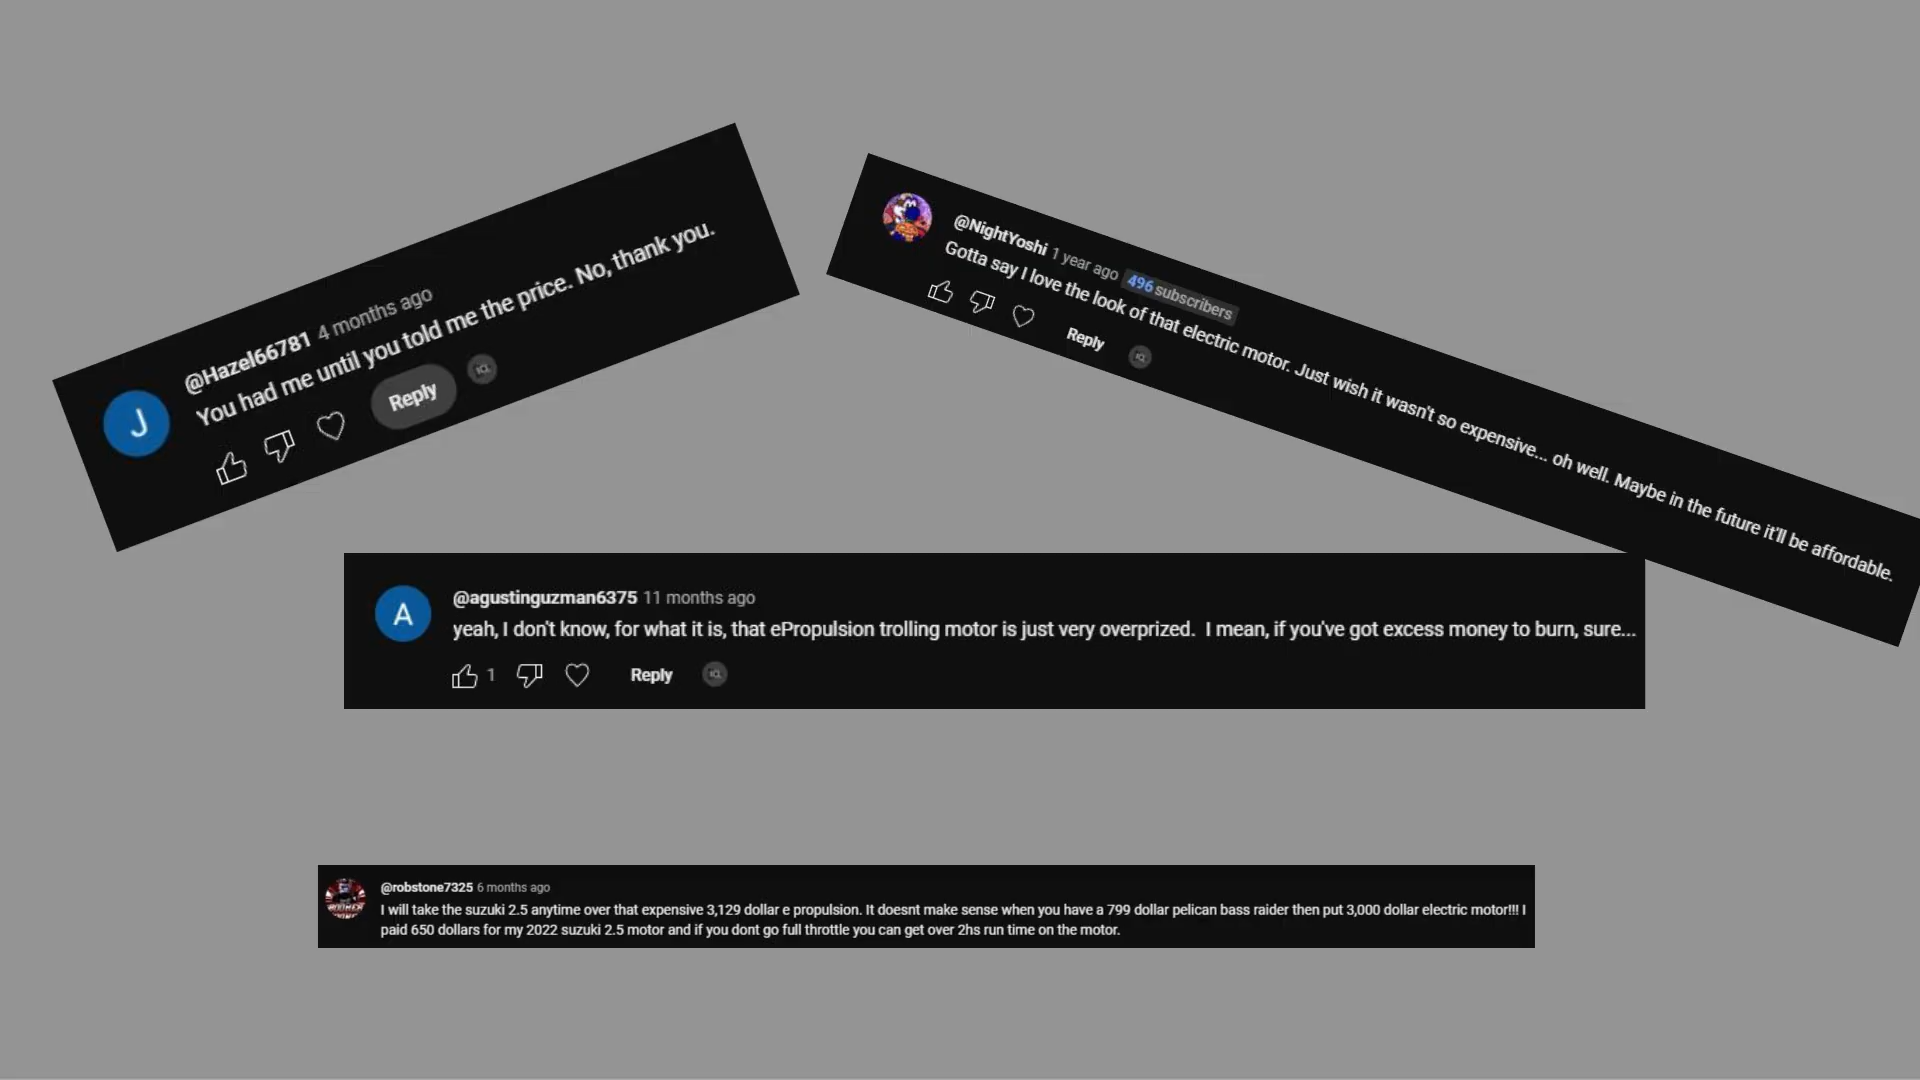 @Hazel66781 4 months ago
You had me until you told me the price. No, thank you.
Reply
J
@NightYoshi 1 year ago 496 subscribers
Gotta say I love the look of that electric motor. Just wish it wasn't so expensive... oh well. Maybe in the future it'll be affordable.
Reply
A
@agustinguzman6375 11 months ago
yeah, I don't know, for what it is, that ePropulsion trolling motor is just very overprized.  I mean, if you've got excess money to burn, sure...
1 Reply
@robstone7325 6 months ago
I will take the suzuki 2.5 anytime over that expensive 3,129 dollar e propulsion. It doesnt make sense when you have a 799 dollar pelican bass raider then put 3,000 dollar electric motor!!! I
paid 650 dollars for my 2022 suzuki 2.5 motor and if you dont go full throttle you can get over 2hs run time on the motor.